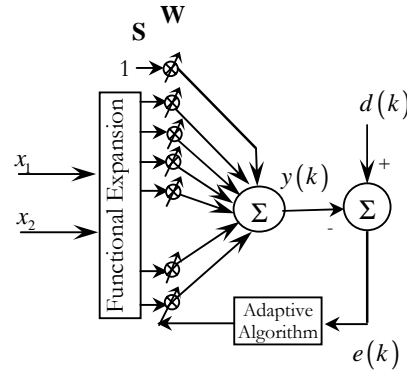 S W
1
d(k)
x₁
Functional Expansion
y(k)
+
Σ
Σ
x₂
-
Adaptive
Algorithm
e(k)